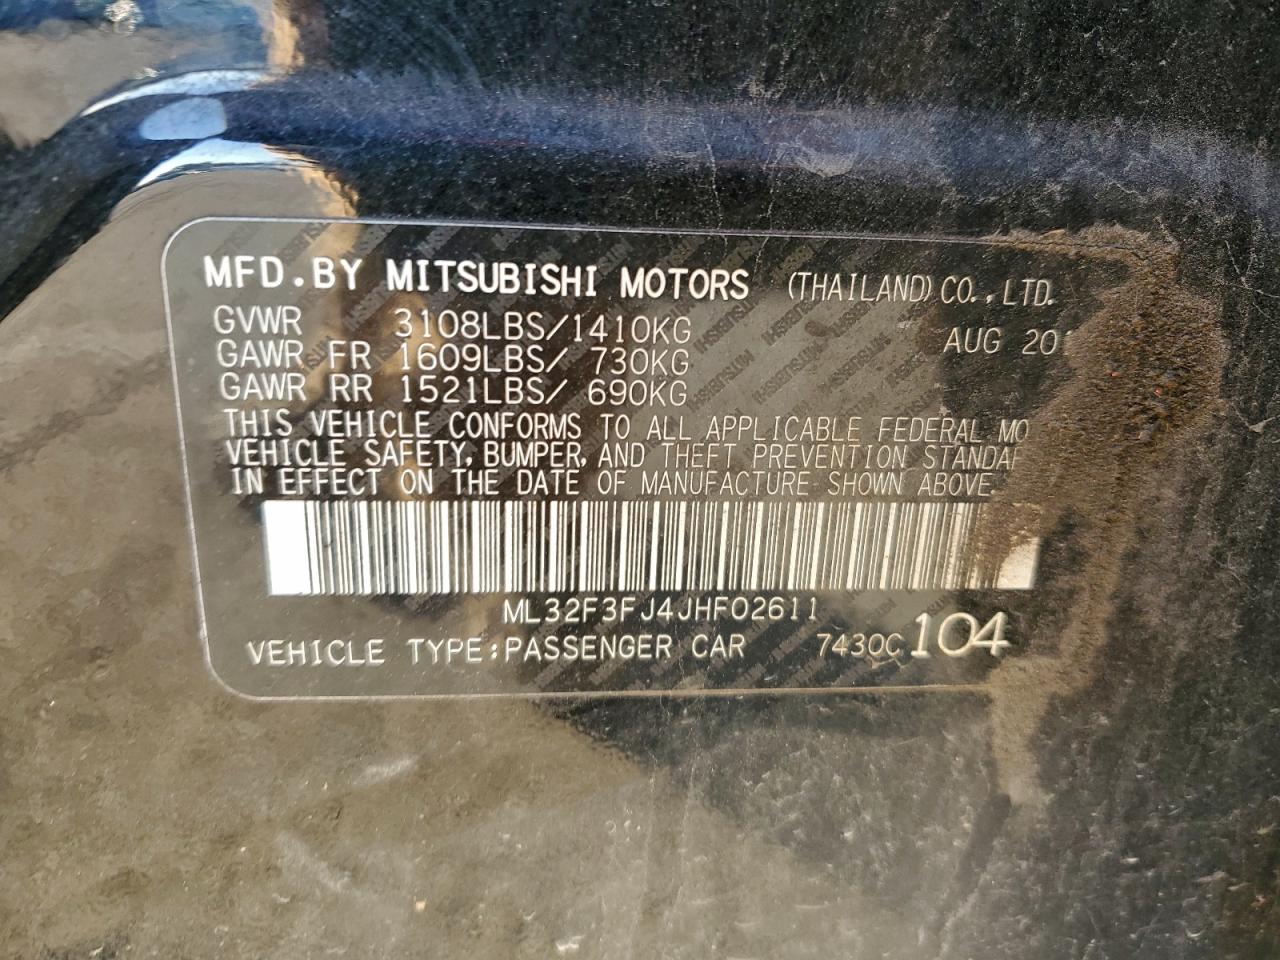 MFD.BY MITSUBISHI MOTORS (THAILAND) CO.,LTD.
GVWR 3108LBS/1410KG AUG 20
GAWR FR 1609LBS/ 730KG
GAWR RR 1521LBS/ 690KG
THIS VEHICLE CONFORMS TO ALL APPLICABLE FEDERAL MO
VEHICLE SAFETY, BUMPER, AND THEFT PREVENTION STANDAR
IN EFFECT ON THE DATE OF MANUFACTURE SHOWN ABOVE.
ML32F3FJ4JHF02611
VEHICLE TYPE:PASSENGER CAR 7430C 104